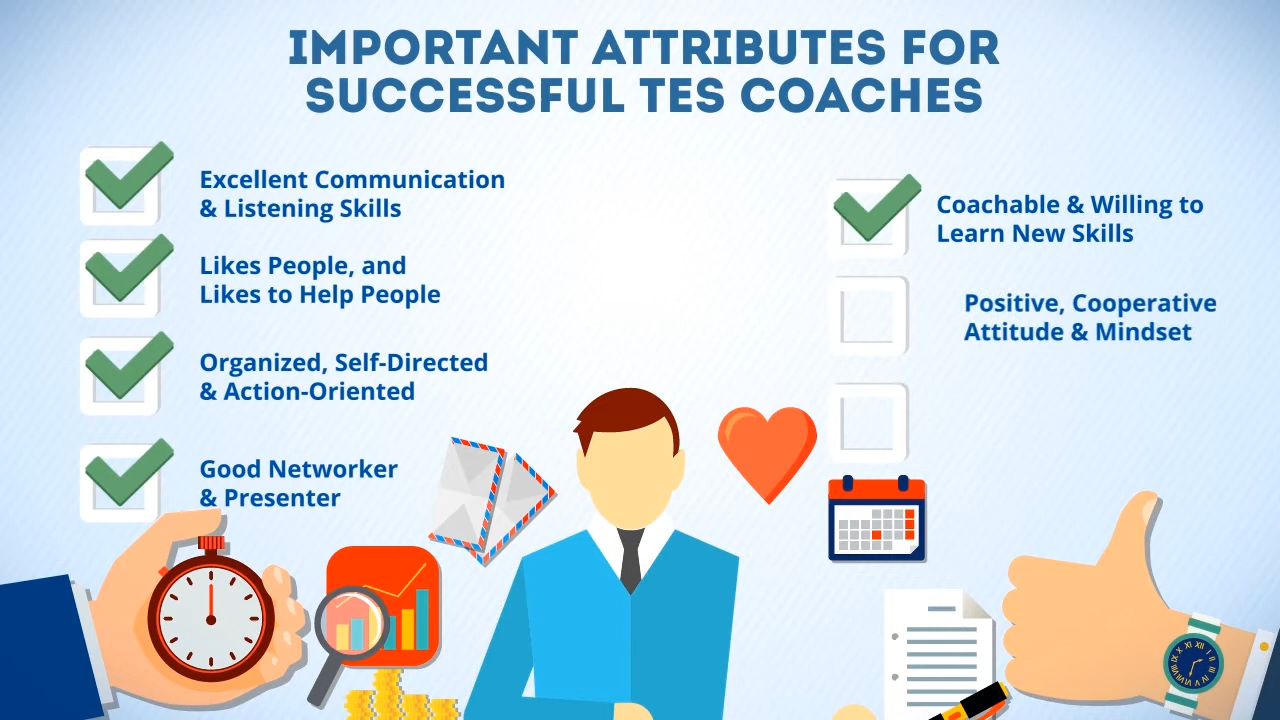 IMPORTANT ATTRIBUTES FOR
SUCCESSFUL TES COACHES
Excellent Communication
& Listening Skills
Likes People, and
Likes to Help People
Organized, Self-Directed
& Action-Oriented
Good Networker
& Presenter
Coachable & Willing to
Learn New Skills
Positive, Cooperative
Attitude & Mindset